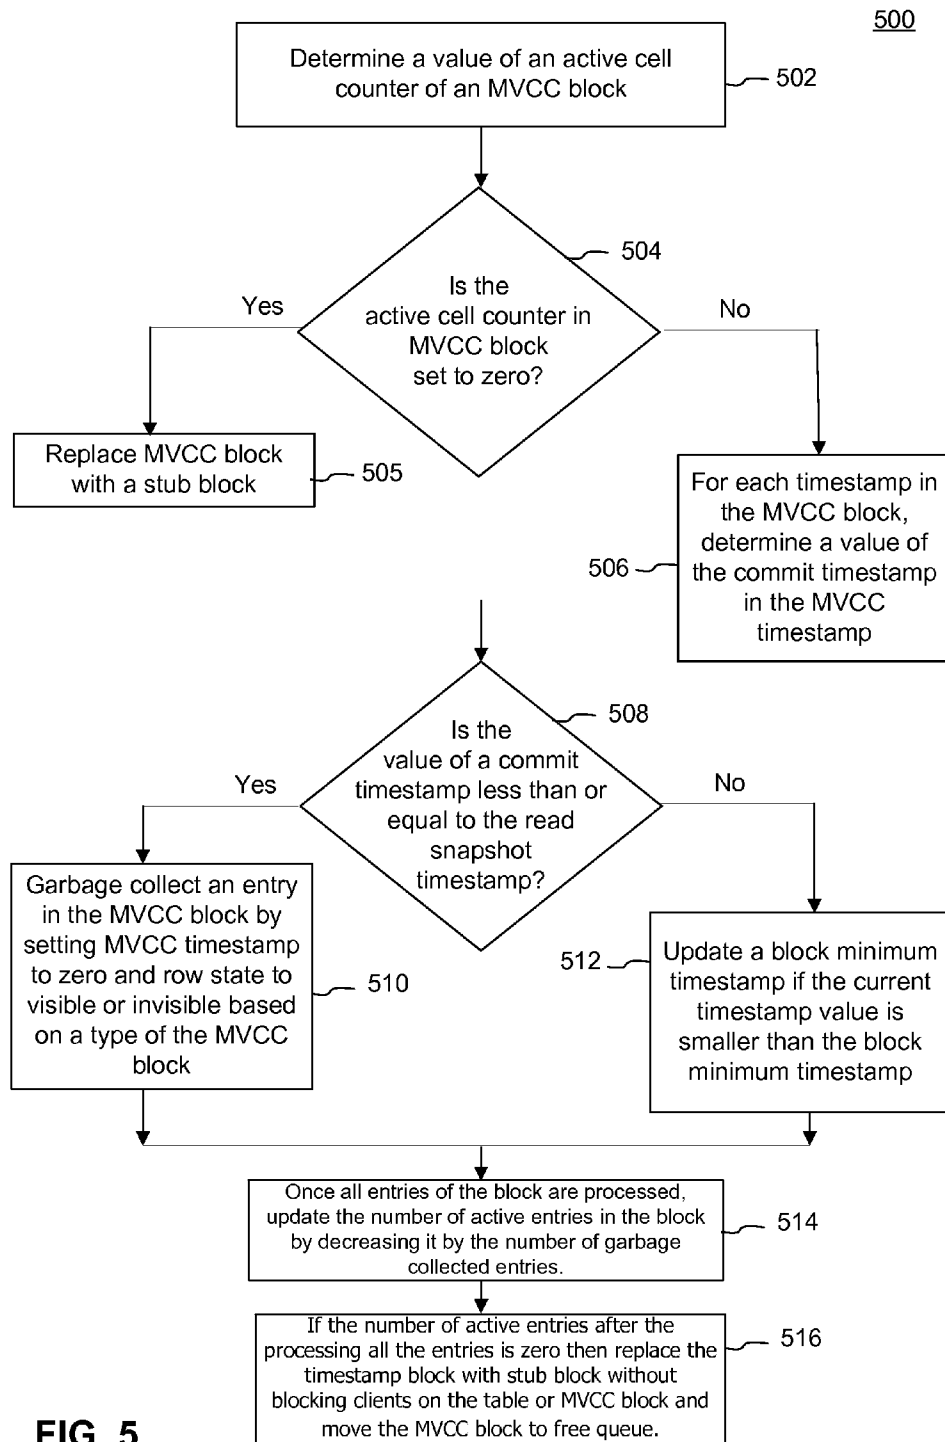 500
Determine a value of an active cell
counter of an MVCC block
502
504
Is the
active cell counter in
MVCC block
set to zero?
Yes
No
Replace MVCC block
with a stub block
505
For each timestamp in
the MVCC block,
determine a value of
the commit timestamp
in the MVCC
timestamp
506
508
Is the
value of a commit
timestamp less than or
equal to the read
snapshot
timestamp?
Yes
No
Garbage collect an entry
in the MVCC block by
setting MVCC timestamp
to zero and row state to
visible or invisible based
on a type of the MVCC
block
510
512
Update a block minimum
timestamp if the current
timestamp value is
smaller than the block
minimum timestamp
Once all entries of the block are processed,
update the number of active entries in the block
by decreasing it by the number of garbage
collected entries.
514
If the number of active entries after the
processing all the entries is zero then replace the
timestamp block with stub block without
blocking clients on the table or MVCC block and
move the MVCC block to free queue.
516
FIG. 5